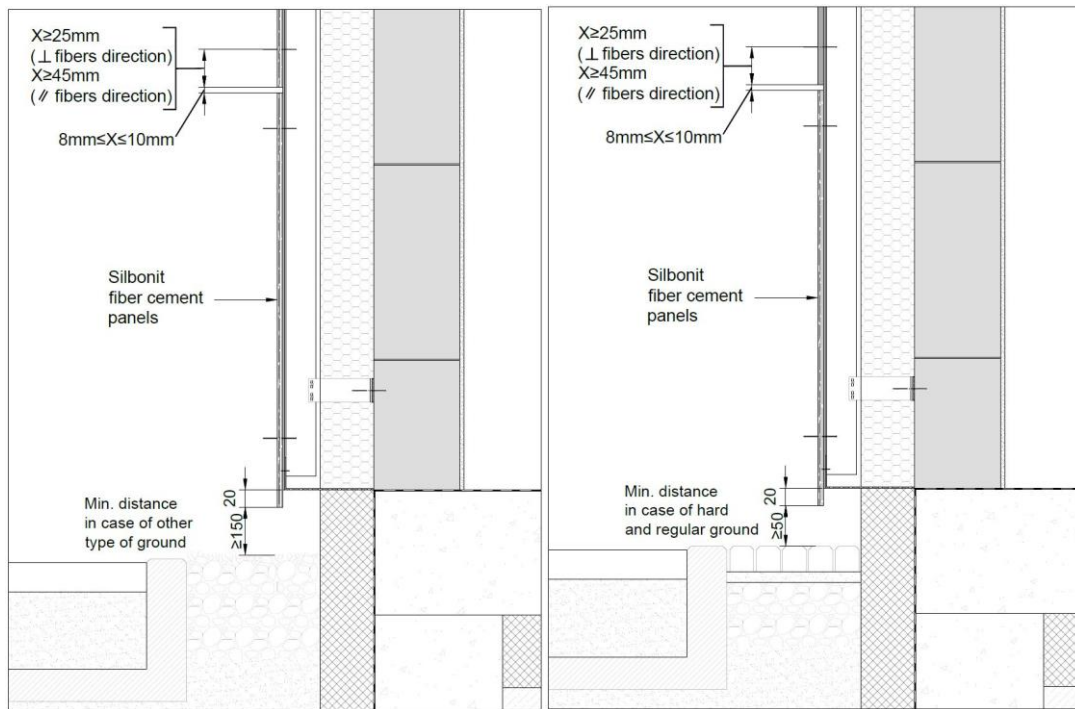 X≥25mm
(⊥ fibers direction)
X≥45mm
(⫽ fibers direction)
8mm≤X≤10mm
Silbonit
fiber cement
panels
Min. distance
in case of other
type of ground
20
≥150
X≥25mm
(⊥ fibers direction)
X≥45mm
(⫽ fibers direction)
8mm≤X≤10mm
Silbonit
fiber cement
panels
Min. distance
in case of hard
and regular ground
20
≥50